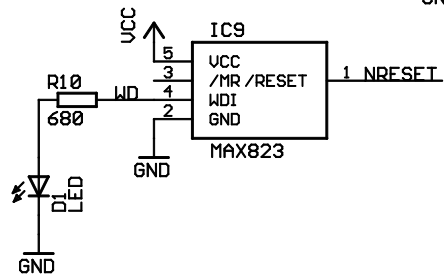 VCC
IC9
5 VCC
3 /MR /RESET 1 NRESET
R10 WD 4 WDI
680 2 GND
MAX823
GND
D1
LED
GND